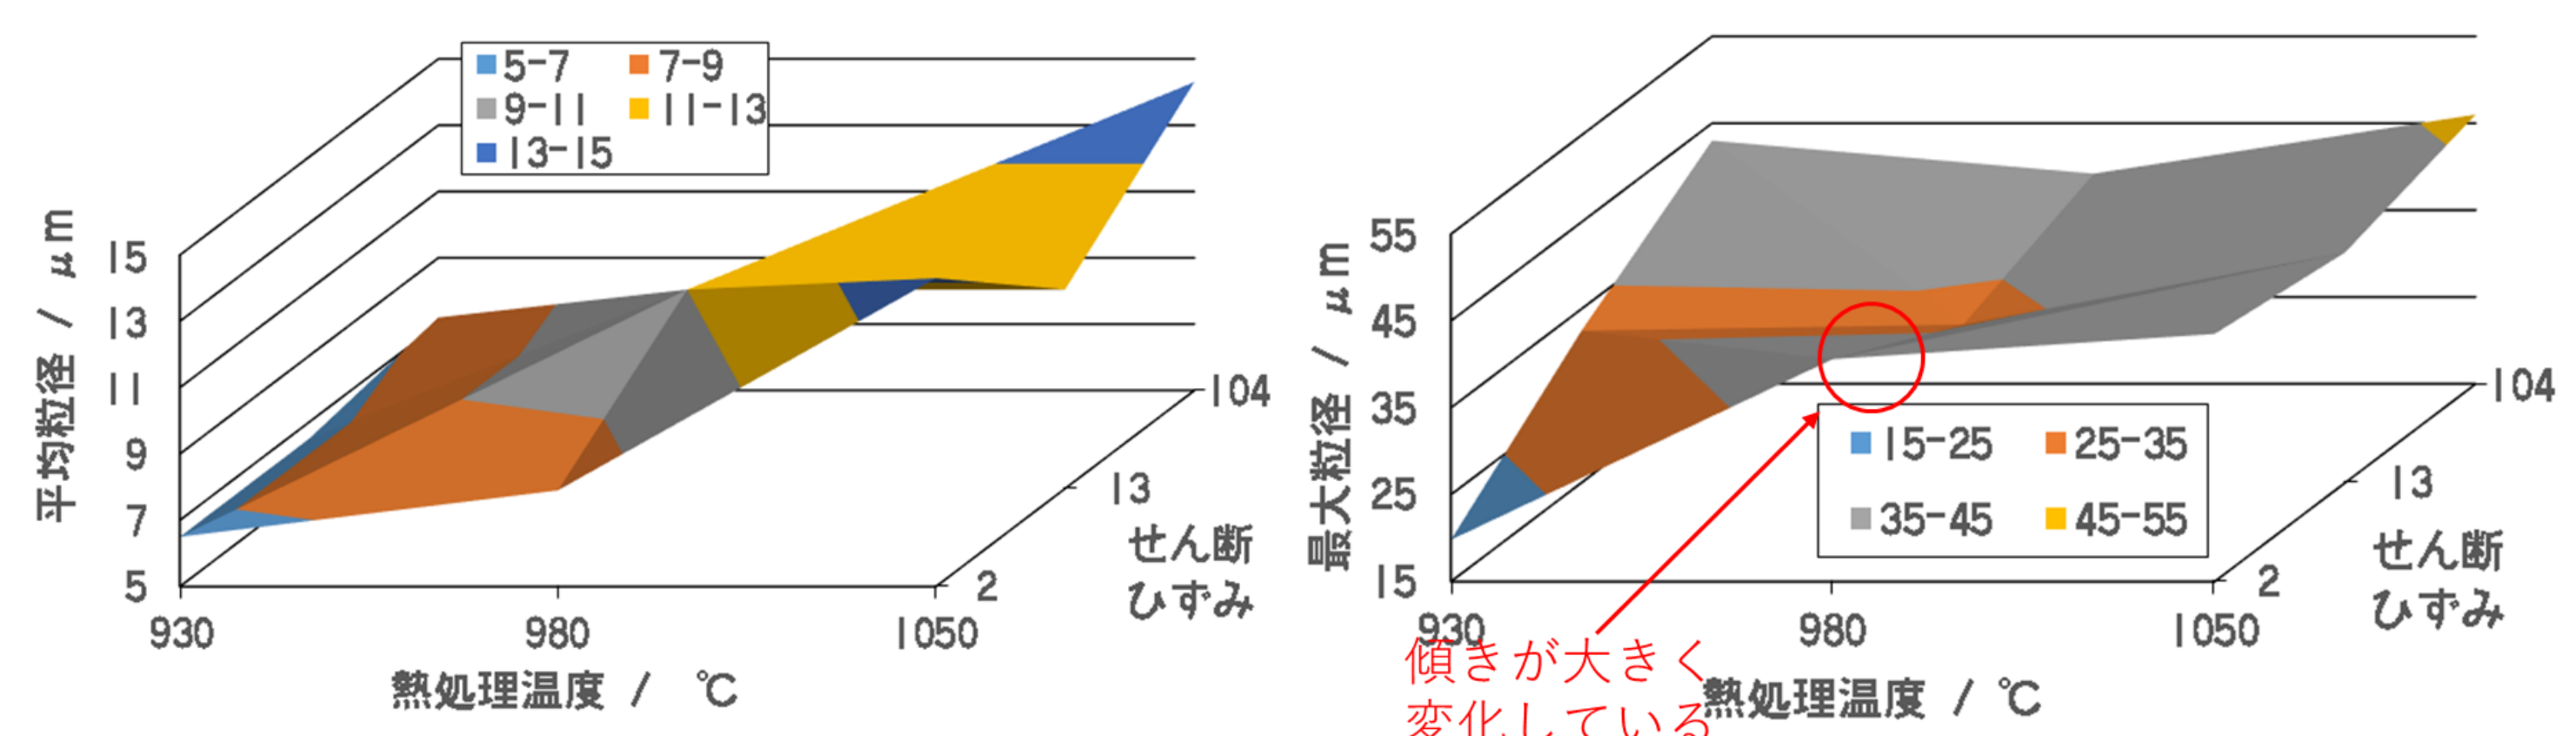 5-7 7-9
9-11 11-13
13-15
平均粒径 / μm
15
13
11
9
7
5
930 980 1050
熱処理温度 / ℃
2
13
104
せん断
ひずみ
最大粒径 / μm
55
45
35
25
15
930 980 1050
熱処理温度 / ℃
2
13
104
せん断
ひずみ
15-25 25-35
35-45 45-55
傾きが大きく
変化している